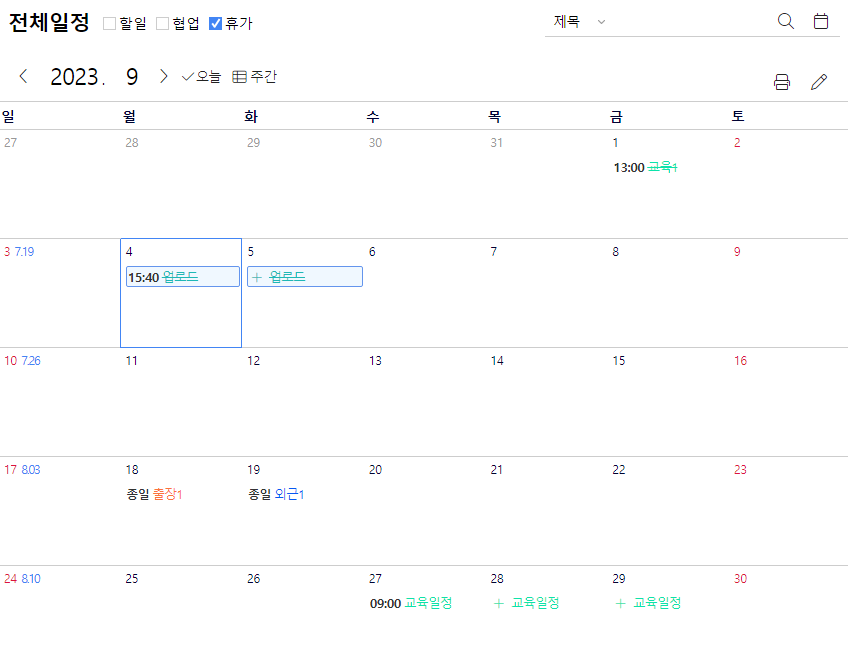 전체일정 할일 협업 휴가 제목
2023. 9 오늘 주간
일 월 화 수 목 금 토
27 28 29 30 31 1 2
13:00 교육1
3 7.19 4 5 6 7 8 9
15:40 업로드 + 업로드
10 7.26 11 12 13 14 15 16
17 8.03 18 19 20 21 22 23
종일 출장1 종일 외근1
24 8.10 25 26 27 28 29 30
09:00 교육일정 + 교육일정 + 교육일정